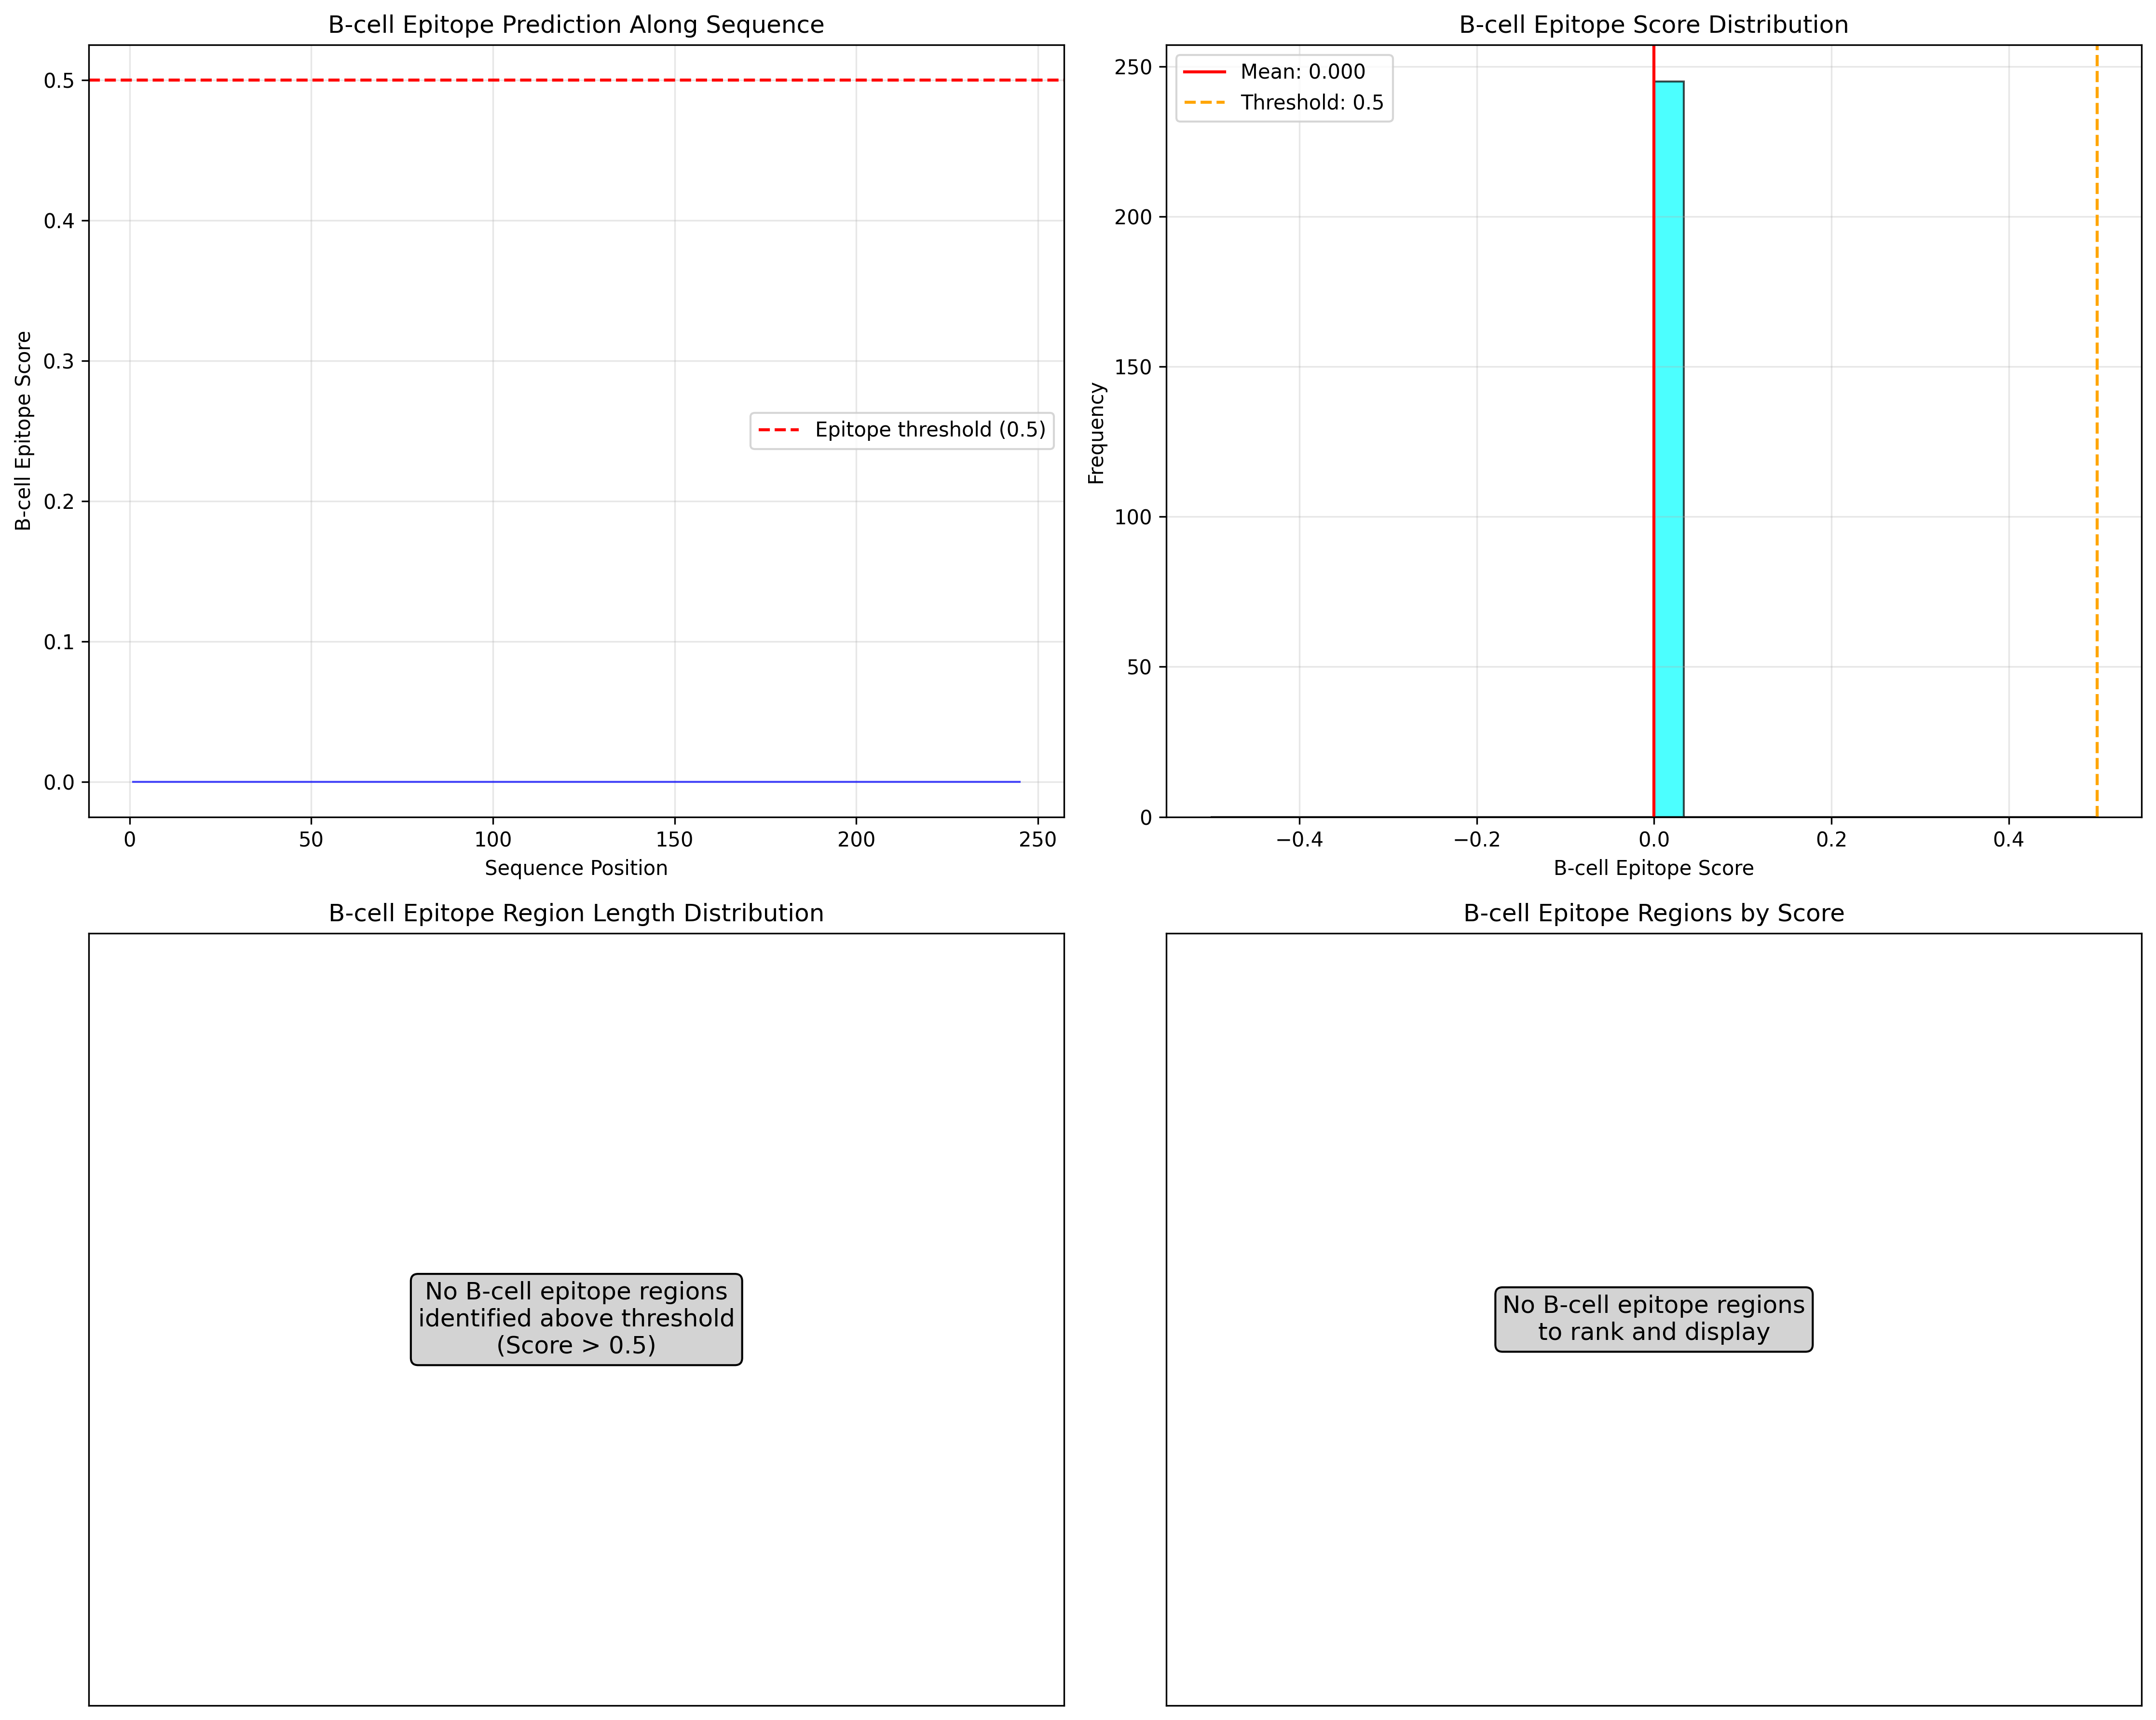 B-cell Epitope Prediction Along Sequence
B-cell Epitope Score
0.5
0.4
0.3
0.2
0.1
0.0
Epitope threshold (0.5)
0 50 100 150 200 250
Sequence Position
B-cell Epitope Score Distribution
Mean: 0.000
Threshold: 0.5
Frequency
250
200
150
100
50
0
−0.4 −0.2 0.0 0.2 0.4
B-cell Epitope Score
B-cell Epitope Region Length Distribution
No B-cell epitope regions
identified above threshold
(Score > 0.5)
B-cell Epitope Regions by Score
No B-cell epitope regions
to rank and display